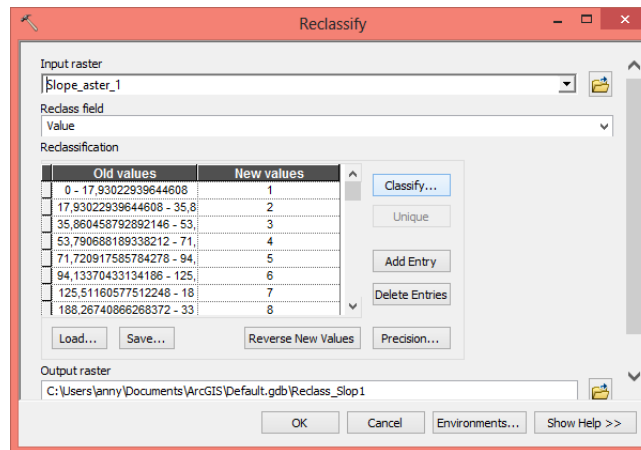 Reclassify
Input raster
Slope_aster_1
Reclass field
Value
Reclassification
Old values New values
0 - 17,93022939644608 1
17,93022939644608 - 35,8 2
35,860458792892146 - 53, 3
53,790688189338212 - 71, 4
71,720917585784278 - 94, 5
94,13370433134186 - 125, 6
125,51160577512248 - 18 7
188,26740866268372 - 33 8
Classify...
Unique
Add Entry
Delete Entries
Load... Save... Reverse New Values Precision...
Output raster
C:\Users\anny\Documents\ArcGIS\Default.gdb\Reclass_Slop1
OK Cancel Environments... Show Help >>